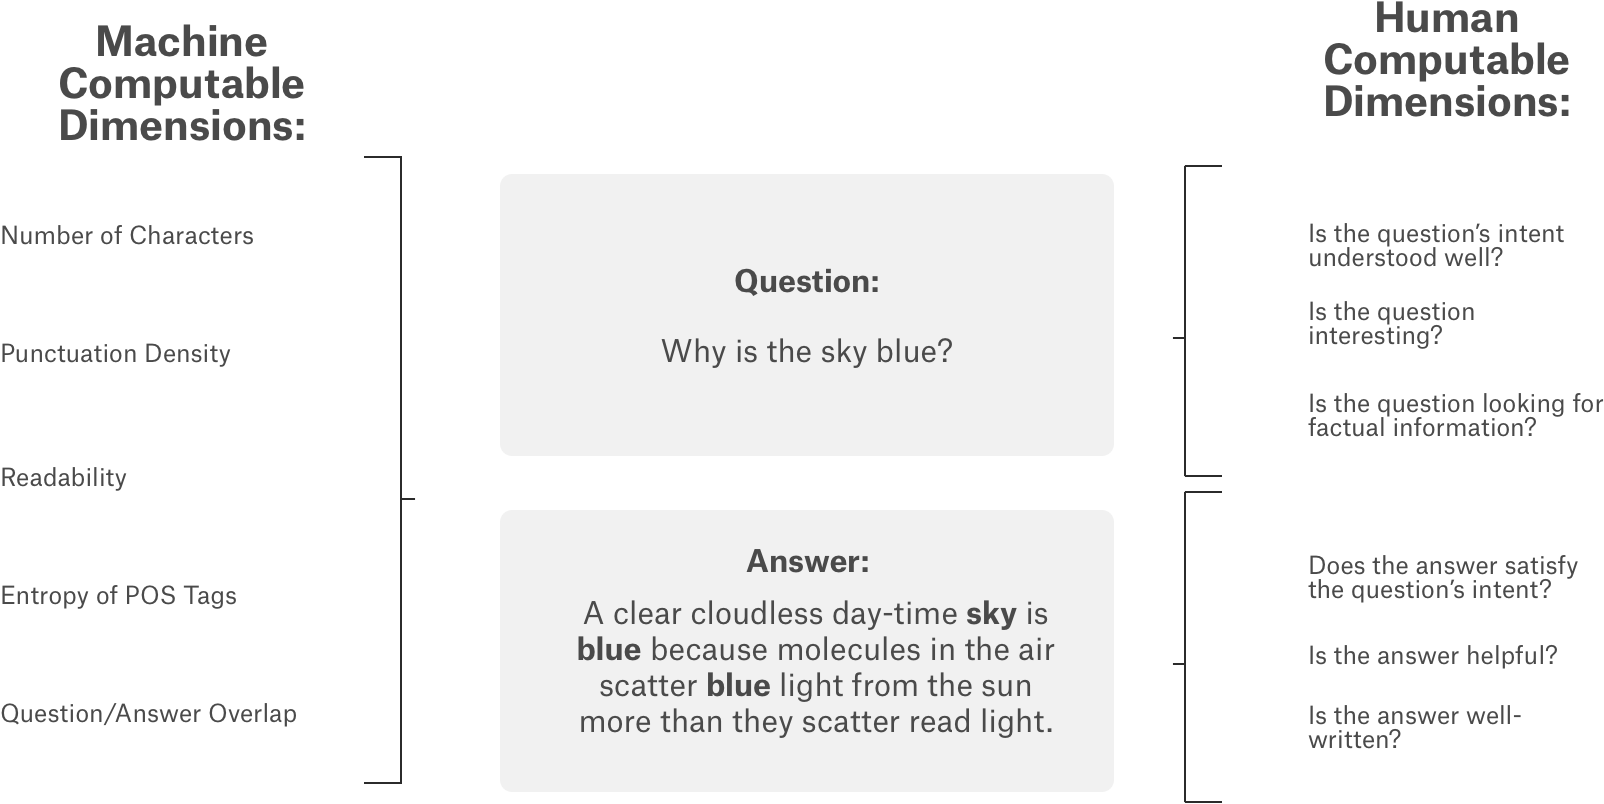 Machine
Computable
Dimensions:
Number of Characters
Punctuation Density
Readability
Entropy of POS Tags
Question/Answer Overlap
Question:
Why is the sky blue?
Answer:
A clear cloudless day-time sky is
blue because molecules in the air
scatter blue light from the sun
more than they scatter read light.
Human
Computable
Dimensions:
Is the question’s intent
understood well?
Is the question
interesting?
Is the question looking for
factual information?
Does the answer satisfy
the question’s intent?
Is the answer helpful?
Is the answer well-
written?